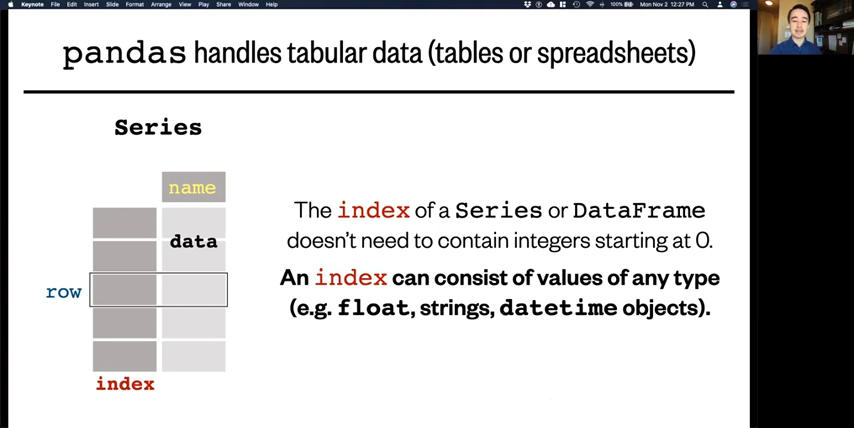 Keynote File Edit Insert Slide Format Arrange View Play Share Window Help 100% Mon Nov 2 12:27 PM
pandas handles tabular data (tables or spreadsheets)
Series
name
data
row
index
The index of a Series or DataFrame
doesn't need to contain integers starting at 0.
An index can consist of values of any type
(e.g. float, strings, datetime objects).